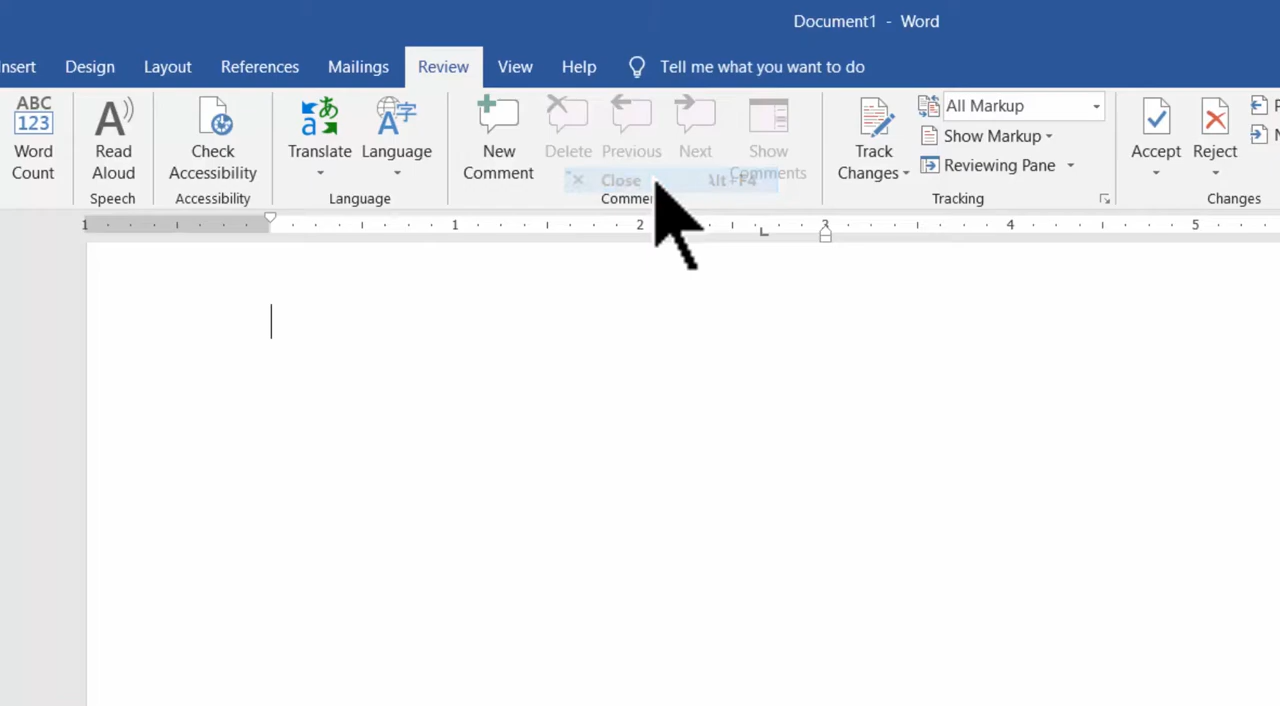 Document1 - Word
Insert Design Layout References Mailings Review View Help Tell me what you want to do
ABC
123
Word
Count
Read
Aloud
Speech
Check
Accessibility
Accessibility
Translate
Language
Language
New
Comment
Delete
Previous
Next
Show
Comments
Close Alt+F4
Track
Changes
All Markup
Show Markup
Reviewing Pane
Tracking
Accept
Reject
Changes
1 1 2 3 4 5